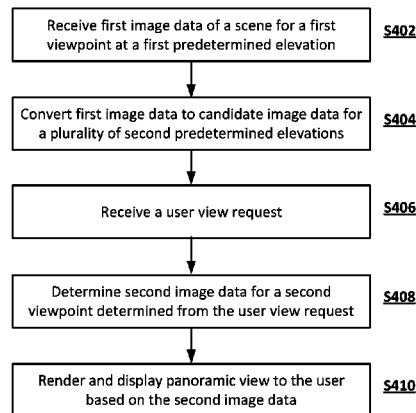 Receive first image data of a scene for a first
viewpoint at a first predetermined elevation
S402
Convert first image data to candidate image data for
a plurality of second predetermined elevations
S404
Receive a user view request
S406
Determine second image data for a second
viewpoint determined from the user view request
S408
Render and display panoramic view to the user
based on the second image data
S410